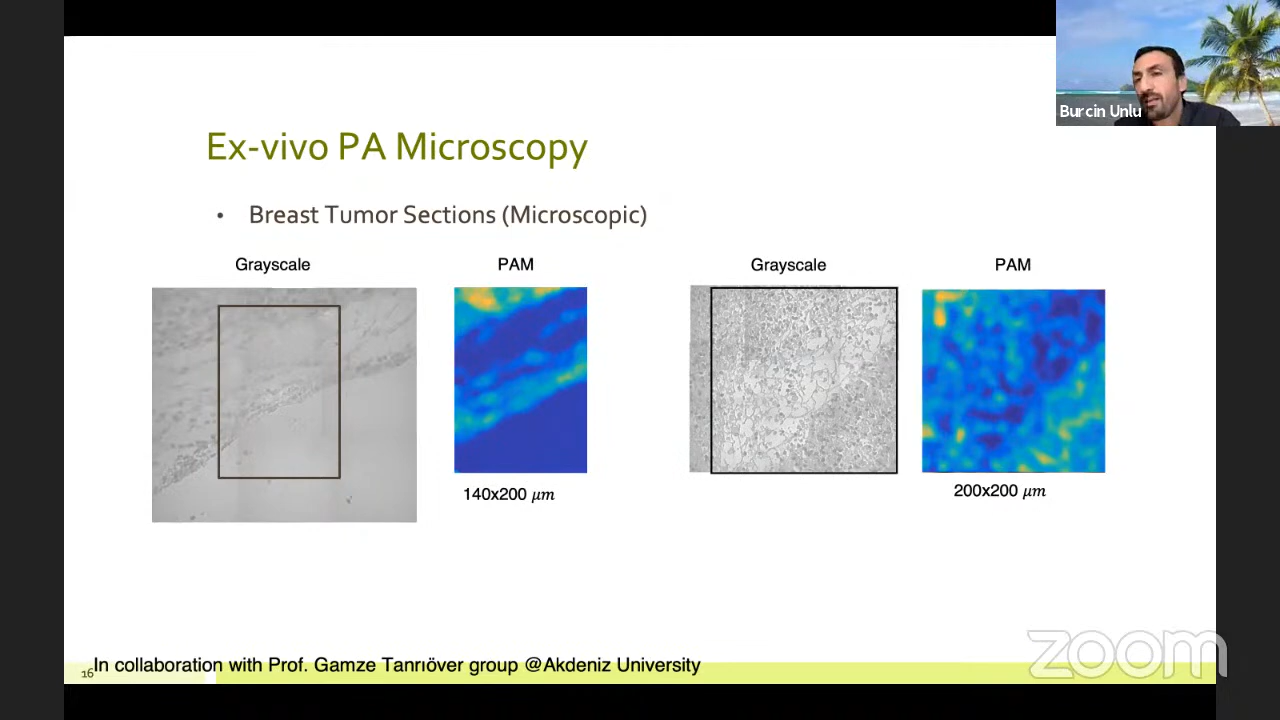 Burcin Unlu
Ex-vivo PA Microscopy
• Breast Tumor Sections (Microscopic)
Grayscale
PAM
Grayscale
PAM
140x200 µm
200x200 µm
In collaboration with Prof. Gamze Tanrıöver group @Akdeniz University
16
zoom